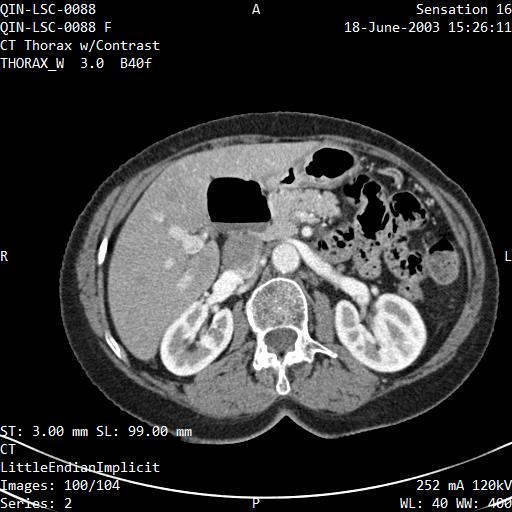 QIN-LSC-0088
A
Sensation 16
QIN-LSC-0088 F
18-June-2003 15:26:11
CT Thorax w/Contrast
THORAX_W 3.0 B40f
R
L
ST: 3.00 mm SL: 99.00 mm
CT
LittleEndianImplicit
Images: 100/104
252 mA 120kV
Series: 2
P
WL: 40 WW: 400